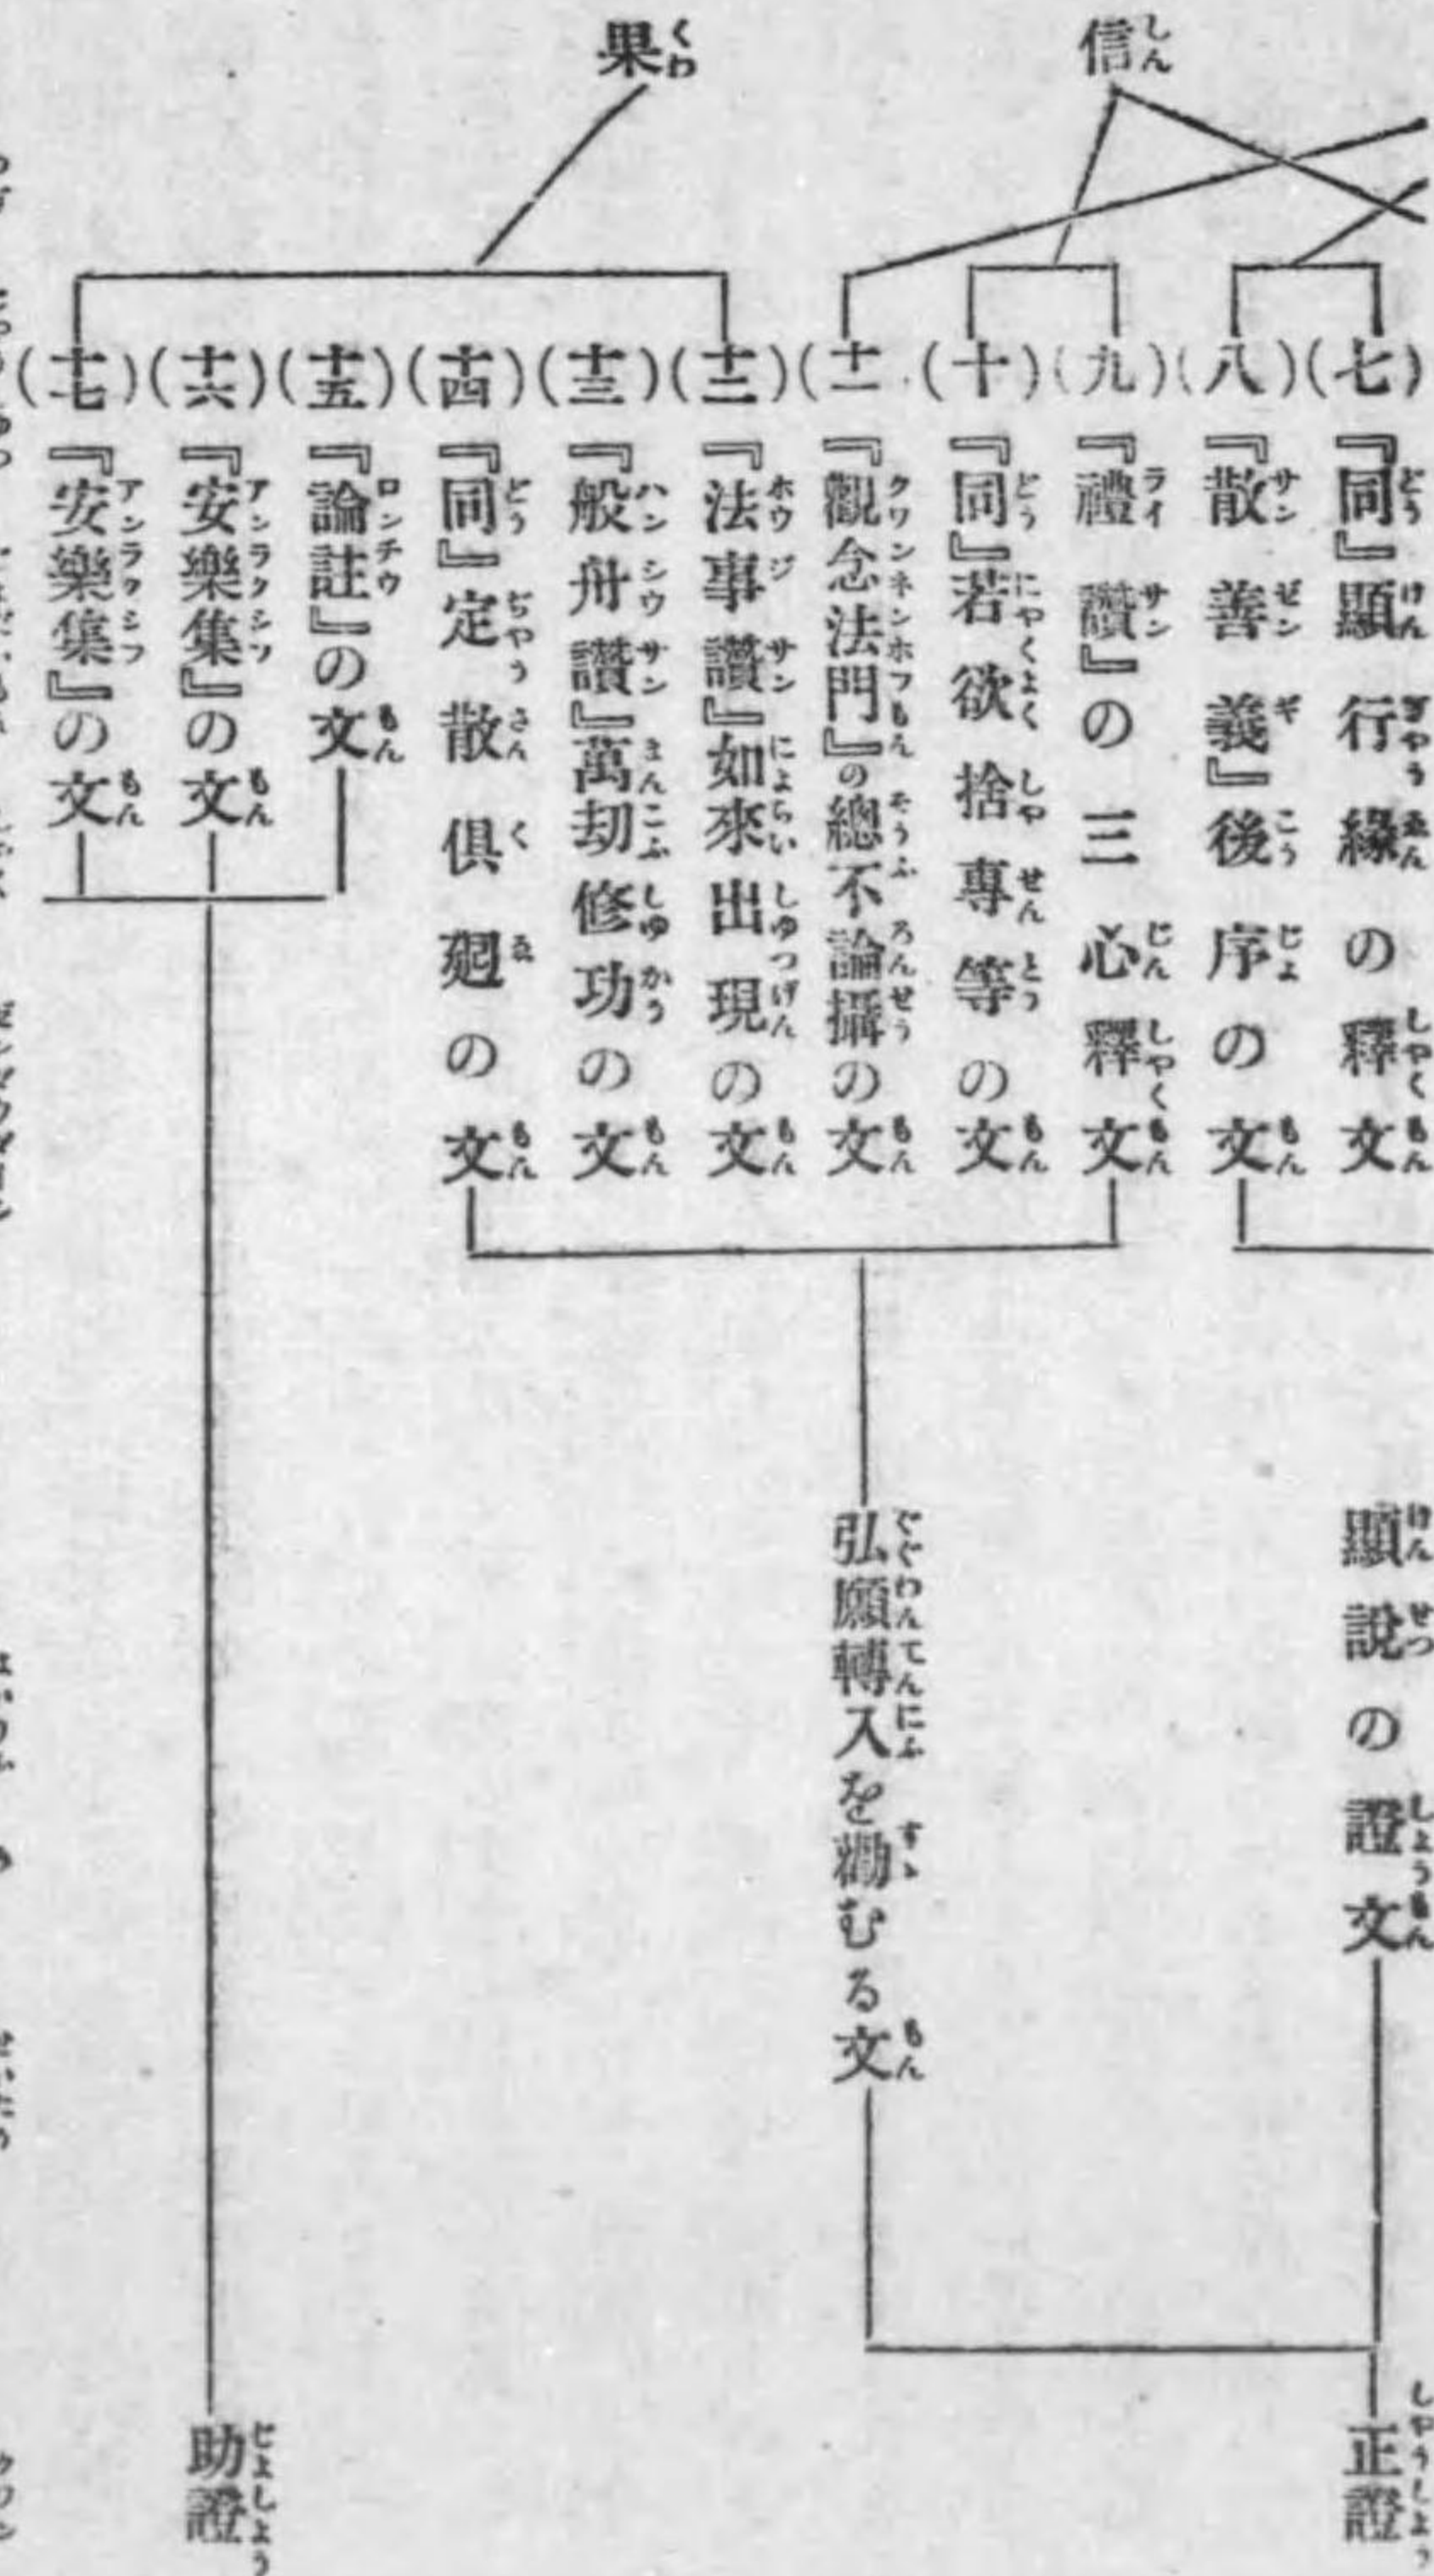 信
果
(七)『同』顯行緣の釋文
(八)『散善義』後序の文
(九)『禮讚』の三心釋文
(十)『同』若欲捨專等の文
(十一)『觀念法門』の總不論攝の文
(十二)『法事讚』如來出現の文
(十三)『般舟讚』萬劫修功の文
(十四)『同』定散俱廻の文
(十五)『論註』の文
(十六)『安樂集』の文
(十七)『安樂集』の文
顯說の證文
弘願轉入を勸むる文
正證
助證